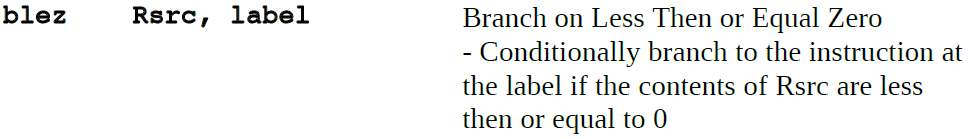 blez Rsrc, label Branch on Less Then or Equal Zero
- Conditionally branch to the instruction at
the label if the contents of Rsrc are less
then or equal to 0